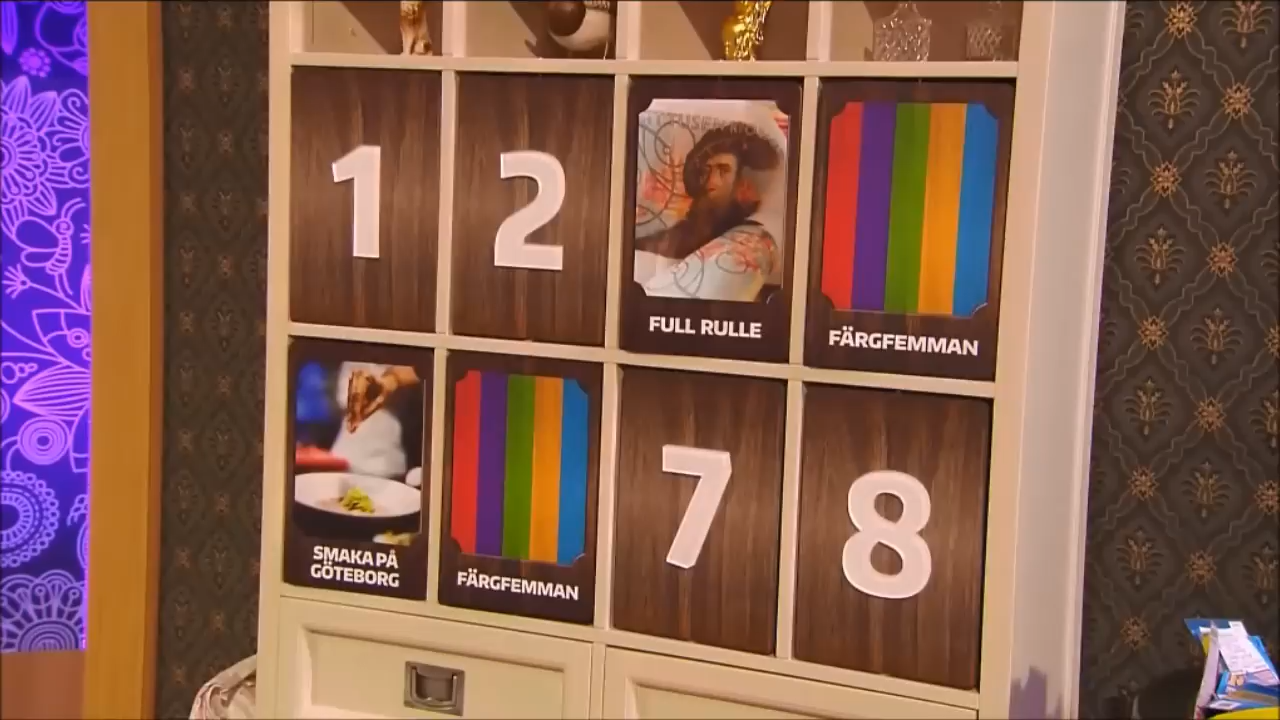 1
2
FULL RULLE
FÄRGFEMMAN
SMAKA PÅ
GÖTEBORG
FÄRGFEMMAN
7
8